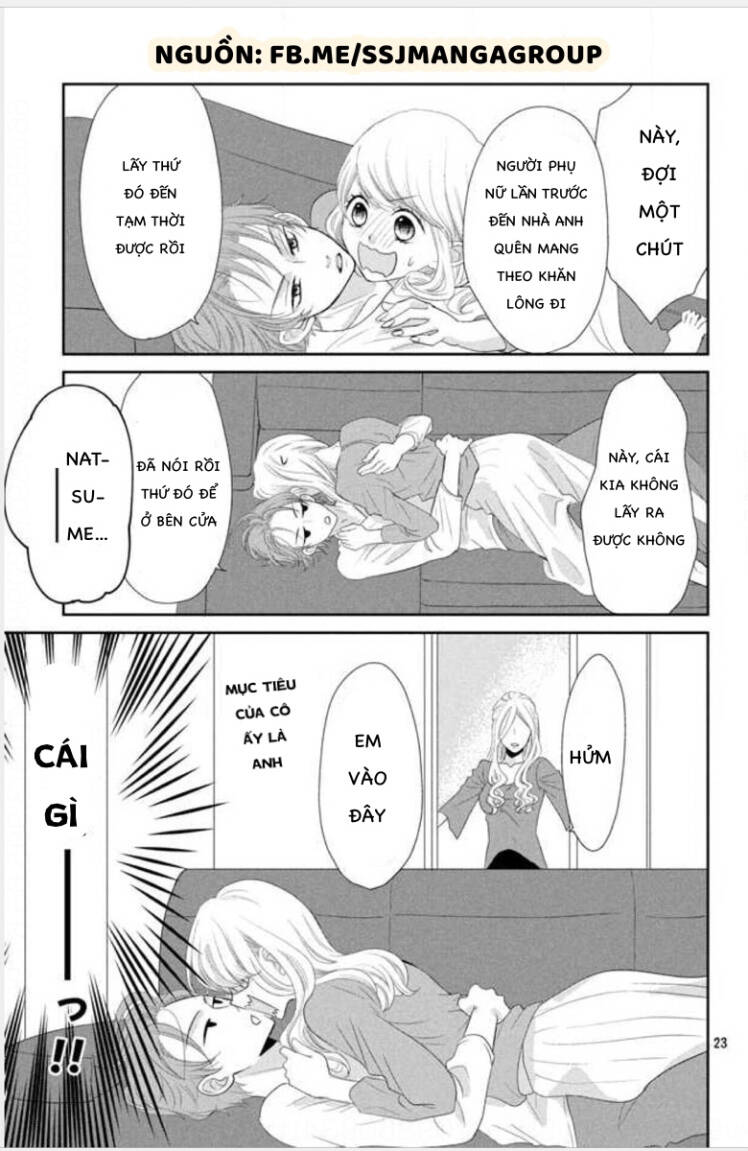 NGUỒN: FB.ME/SSJMANGAGROUP
NÀY,
ĐỢI
MỘT
CHÚT
NGƯỜI PHỤ
NỮ LẦN TRƯỚC
ĐẾN NHÀ ANH
QUÊN MANG
THEO KHĂN
LÔNG ĐI
LẤY THỨ
ĐÓ ĐẾN
TẠM THỜI
ĐƯỢC RỒI
NÀY, CÁI
KIA KHÔNG
LẤY RA
ĐƯỢC KHÔNG
ĐÃ NÓI RỒI
THỨ ĐÓ ĐỂ
Ở BÊN CỬA
NAT-
SU-
ME...
HỬM
EM
VÀO
ĐÂY
MỤC TIÊU
CỦA CÔ
ẤY LÀ
ANH
CÁI
GÌ
ーっ!!
23